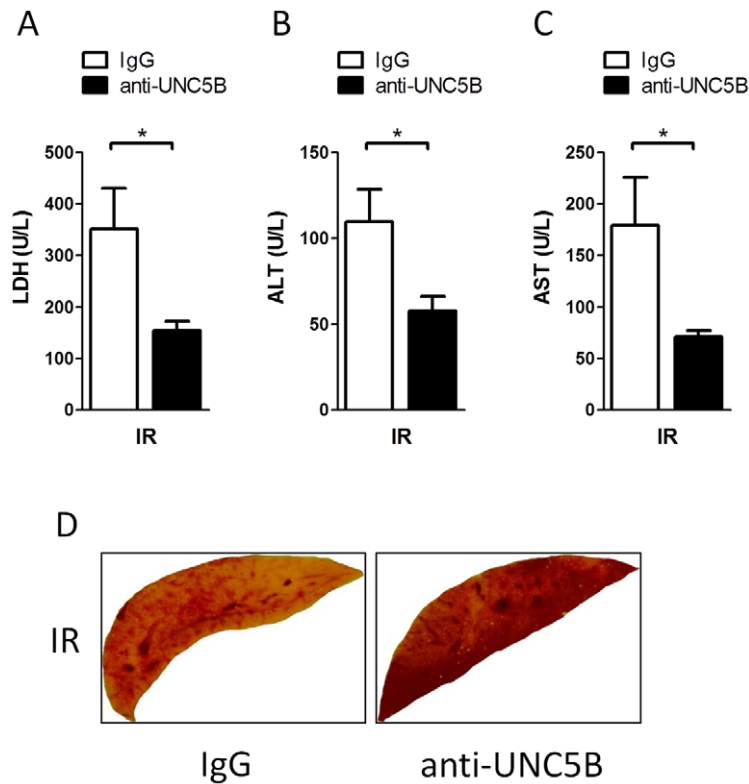 A
IgG
anti-UNC5B
*
500
400
300
200
100
0
LDH (U/L)
IR
B
IgG
anti-UNC5B
*
150
100
50
0
ALT (U/L)
IR
C
IgG
anti-UNC5B
*
250
200
150
100
50
0
AST (U/L)
IR
D
IR
IgG
anti-UNC5B